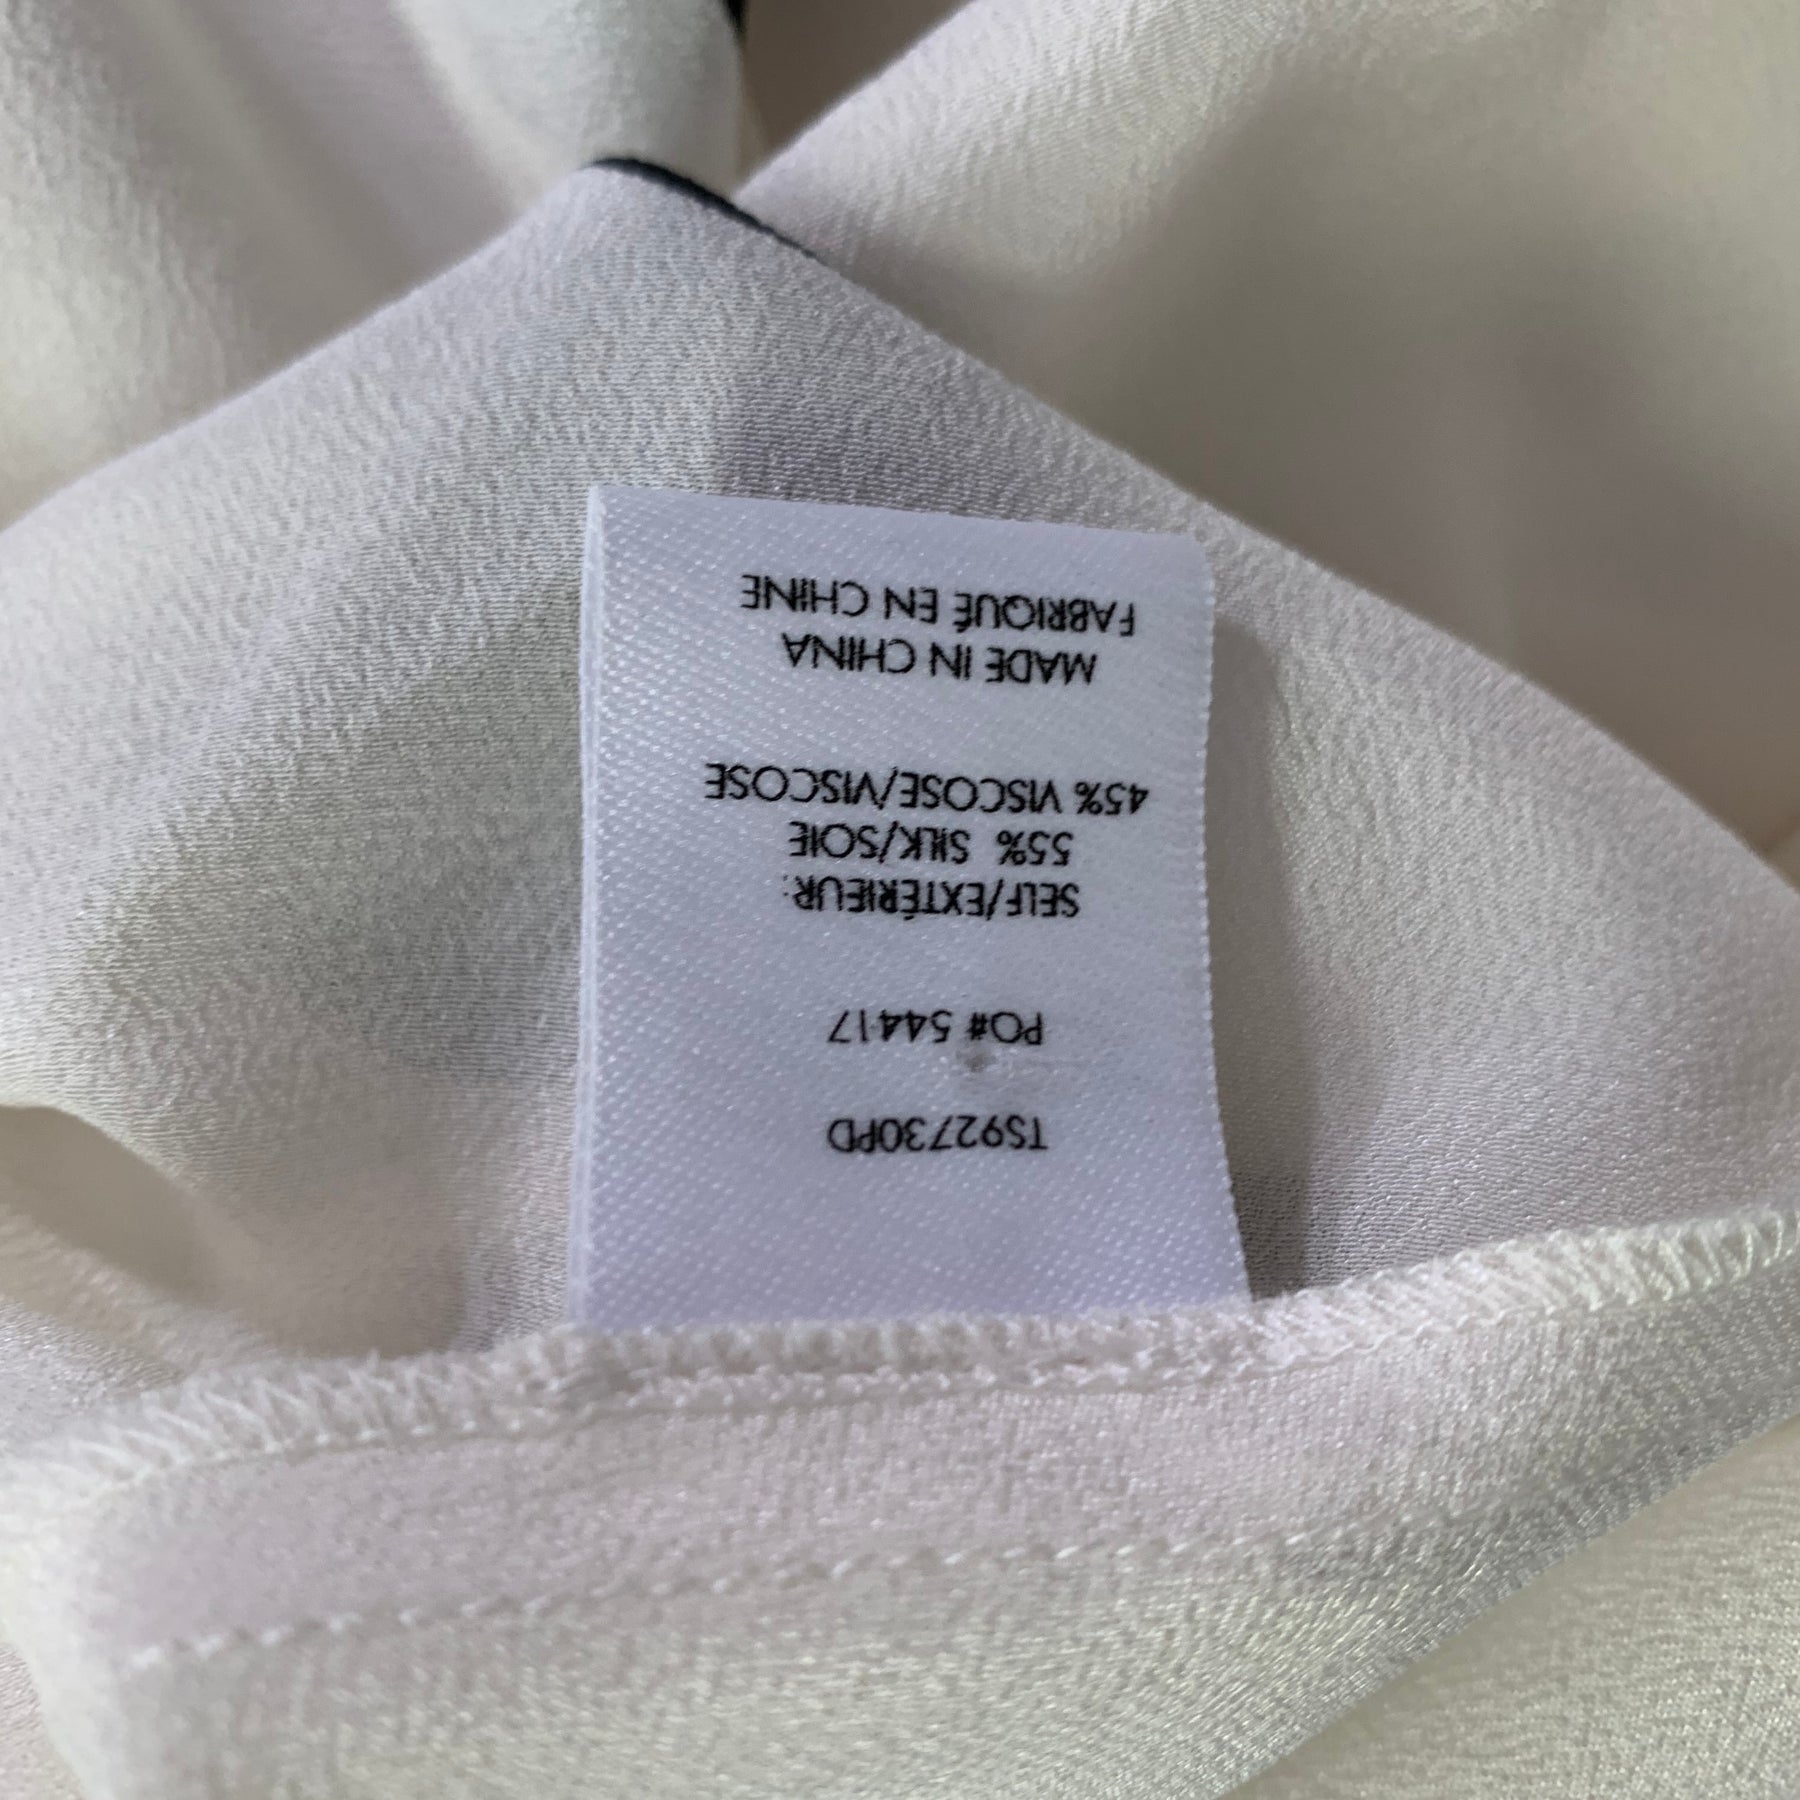 TS92730PD
PO# 54417
SELF/EXTÉRIEUR:
55% SILK/SOIE
45% VISCOSE/VISCOSE
MADE IN CHINA
FABRIQUÉ EN CHINE